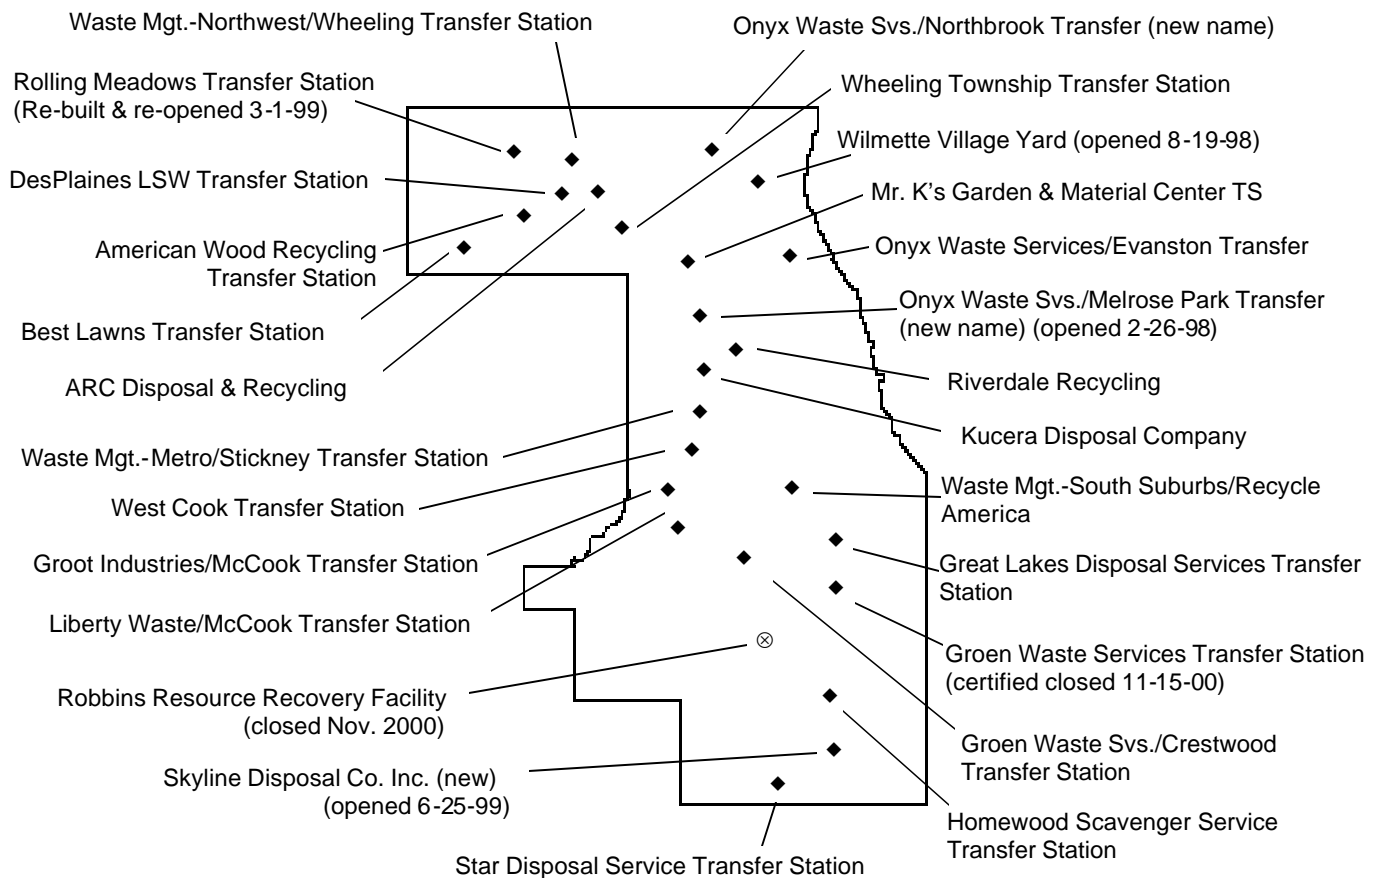 Waste Mgt.-Northwest/Wheeling Transfer Station
Onyx Waste Svs./Northbrook Transfer (new name)
Rolling Meadows Transfer Station
(Re-built & re-opened 3-1-99)
Wheeling Township Transfer Station
Wilmette Village Yard (opened 8-19-98)
DesPlaines LSW Transfer Station
Mr. K's Garden & Material Center TS
American Wood Recycling
Transfer Station
Onyx Waste Services/Evanston Transfer
Onyx Waste Svs./Melrose Park Transfer
(new name) (opened 2-26-98)
Best Lawns Transfer Station
ARC Disposal & Recycling
Riverdale Recycling
Kucera Disposal Company
Waste Mgt.-Metro/Stickney Transfer Station
West Cook Transfer Station
Waste Mgt.-South Suburbs/Recycle
America
Groot Industries/McCook Transfer Station
Great Lakes Disposal Services Transfer
Station
Liberty Waste/McCook Transfer Station
Groen Waste Services Transfer Station
(certified closed 11-15-00)
Robbins Resource Recovery Facility
(closed Nov. 2000)
Groen Waste Svs./Crestwood
Transfer Station
Skyline Disposal Co. Inc. (new)
(opened 6-25-99)
Homewood Scavenger Service
Transfer Station
Star Disposal Service Transfer Station